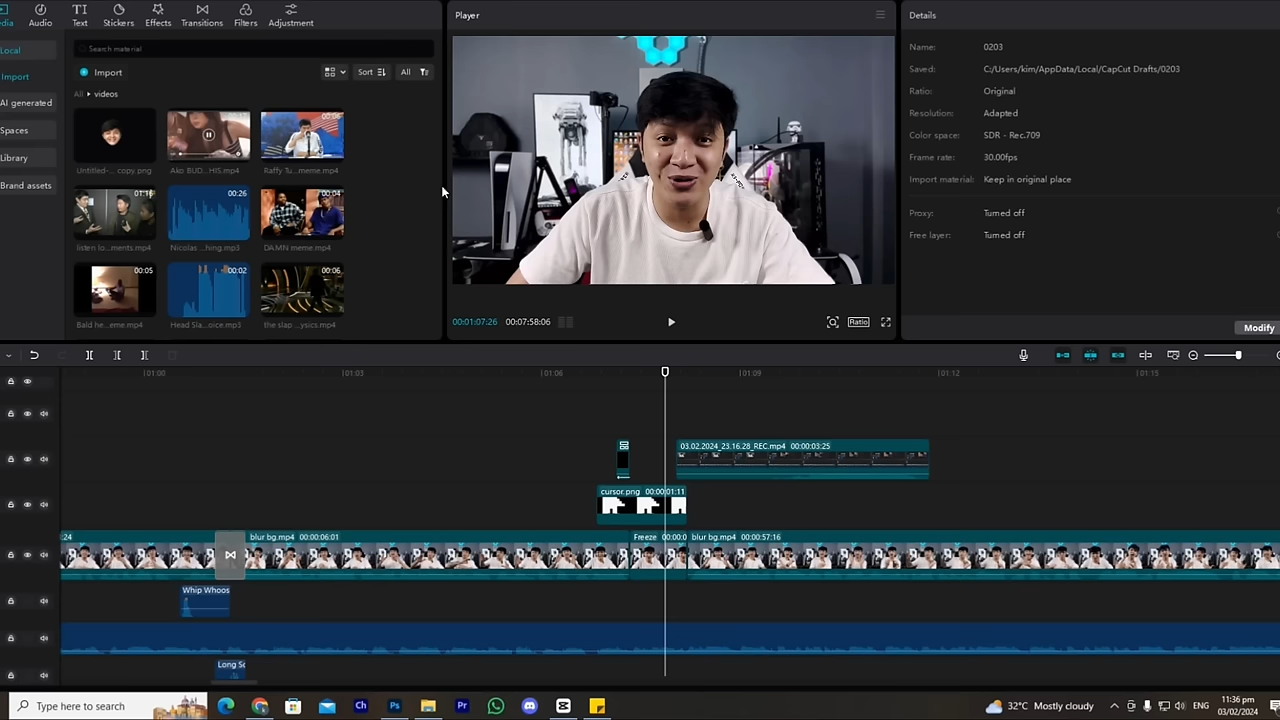 Media Audio Text Stickers Effects Transitions Filters Adjustment
Local
Import
AI generated
Spaces
Library
Brand assets
Search material
Import Sort All
All videos
Untitled-... copy.png
Ako BUD...HIS.mp4
Raffy Tu...meme.mp4
01:16
00:26
00:04
listen lo...ments.mp4
Nicolas ...hing.mp3
DAMN meme.mp4
00:05
00:02
00:06
Bald he...eme.mp4
Head Sla...oice.mp3
the slap ...ysics.mp4
Player
00:01:07:26 00:07:58:06
Ratio
Details
Name: 0203
Saved: C:/Users/kim/AppData/Local/CapCut Drafts/0203
Ratio: Original
Resolution: Adapted
Color space: SDR - Rec.709
Frame rate: 30.00fps
Import material: Keep in original place
Proxy: Turned off
Free layer: Turned off
Modify
01:00 01:03 01:06 01:09 01:12 01:15
03.02.2024_23.16.28_REC.mp4 00:00:03:25
cursor.png 00:00:01:11
:24 blur bg.mp4 00:00:06:01 Freeze 00:00:0 blur bg.mp4 00:00:57:16
Whip Whoos
Long Sc
Type here to search
Ch
Ps
Pr
32°C Mostly cloudy
ENG
11:36 pm
03/02/2024